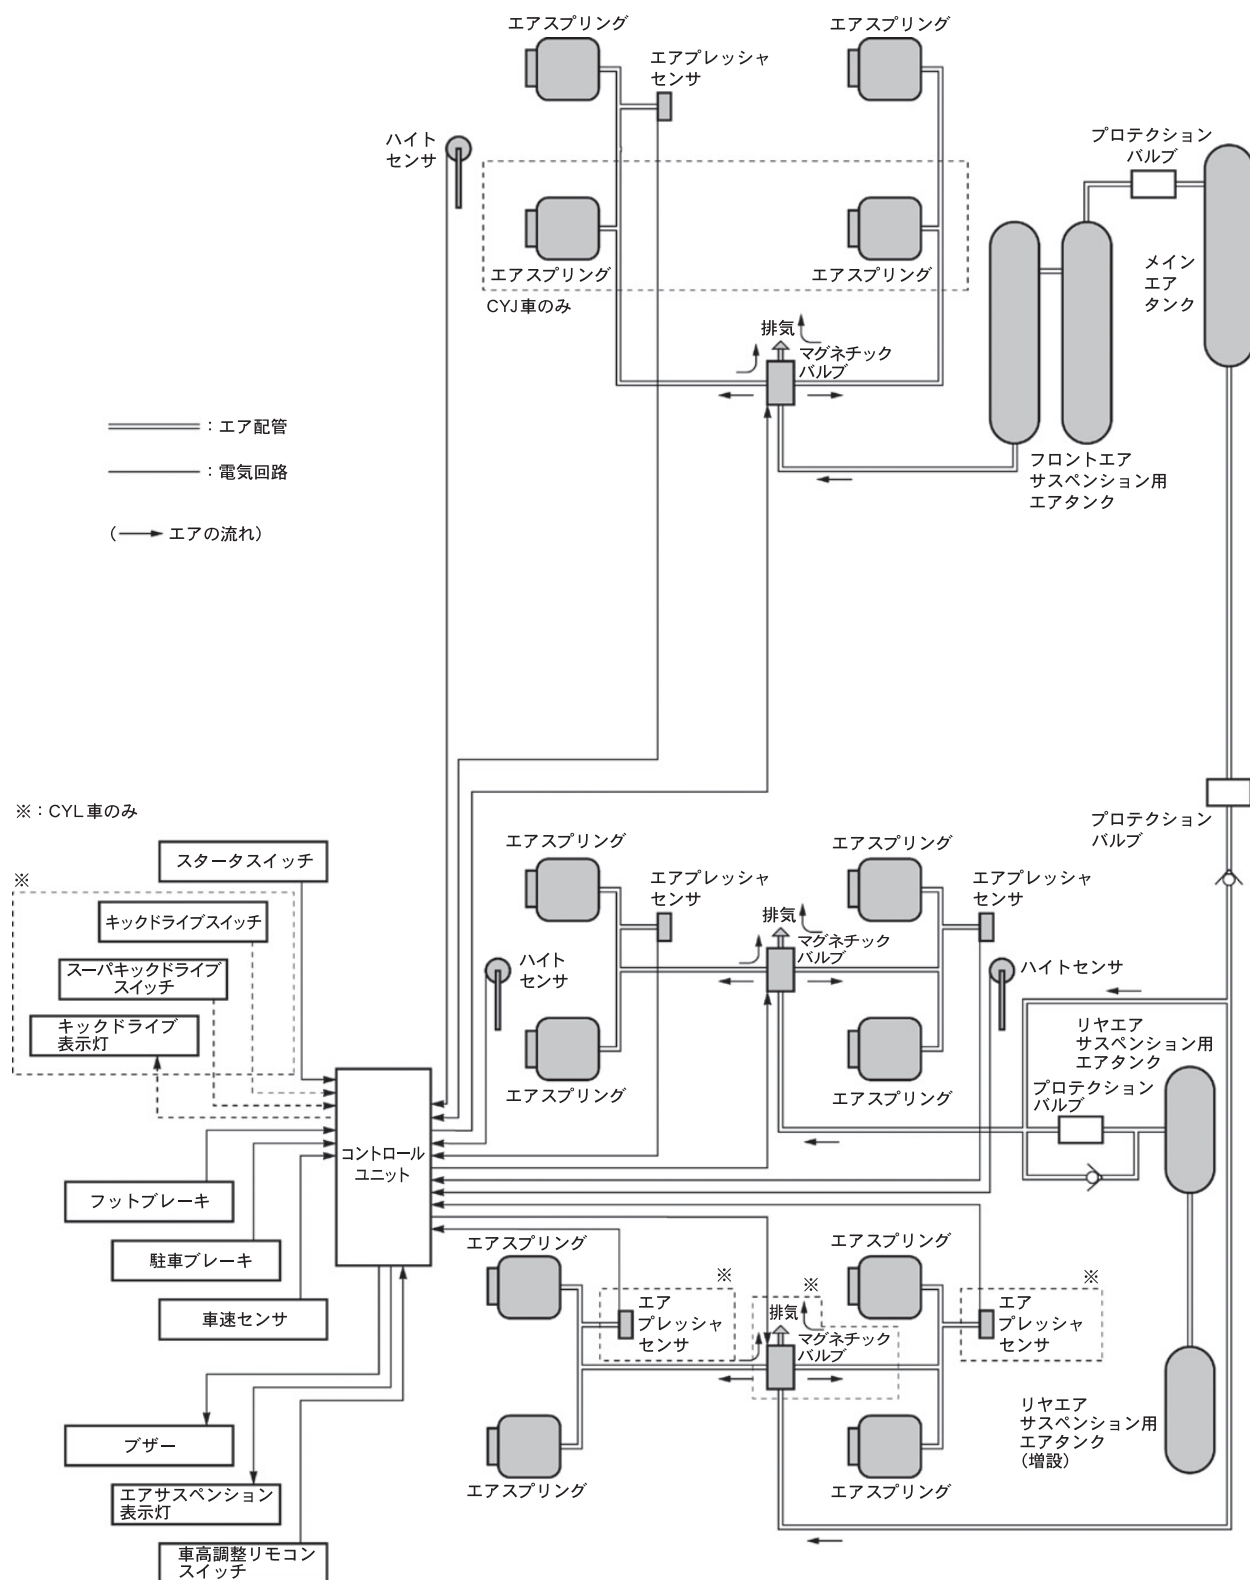 エアスプリング
エアスプリング
エアプレッシャ
センサ
ハイト
センサ
プロテクション
バルブ
エアスプリング
エアスプリング
CYJ車のみ
メイン
エア
タンク
排気
マグネチック
バルブ
：エア配管
：電気回路
（→ エアの流れ）
フロントエア
サスペンション用
エアタンク
※：CYL車のみ
プロテクション
バルブ
スタータスイッチ
※
キックドライブスイッチ
スーパキックドライブ
スイッチ
キックドライブ
表示灯
エアスプリング
エアスプリング
エアプレッシャ
センサ
エアプレッシャ
センサ
排気
マグネチック
バルブ
ハイト
センサ
ハイトセンサ
エアスプリング
エアスプリング
リヤエア
サスペンション用
エアタンク
プロテクション
バルブ
コントロール
ユニット
フットブレーキ
駐車ブレーキ
車速センサ
エアスプリング
エアスプリング
※
※
※
エア
プレッシャ
センサ
排気
マグネチック
バルブ
エア
プレッシャ
センサ
エアスプリング
エアスプリング
リヤエア
サスペンション用
エアタンク
（増設）
ブザー
エアサスペンション
表示灯
車高調整リモコン
スイッチ